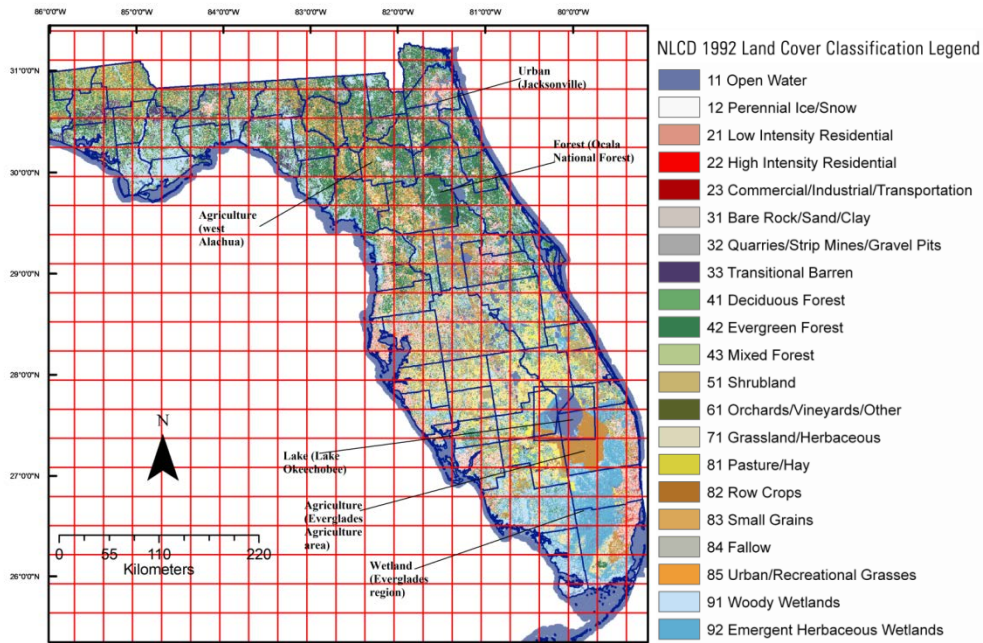 86°0'0"W
85°0'0"W
84°0'0"W
83°0'0"W
82°0'0"W
81°0'0"W
80°0'0"W
31°0'0"N
30°0'0"N
29°0'0"N
28°0'0"N
27°0'0"N
26°0'0"N
Urban
(Jacksonville)
Forest (Ocala
National Forest)
Agriculture
(west
Alachua)
N
Lake (Lake
Okeechobee)
Agriculture
(Everglades
Agriculture
area)
Wetland
(Everglades
region)
0 55 110 220
Kilometers
NLCD 1992 Land Cover Classification Legend
11 Open Water
12 Perennial Ice/Snow
21 Low Intensity Residential
22 High Intensity Residential
23 Commercial/Industrial/Transportation
31 Bare Rock/Sand/Clay
32 Quarries/Strip Mines/Gravel Pits
33 Transitional Barren
41 Deciduous Forest
42 Evergreen Forest
43 Mixed Forest
51 Shrubland
61 Orchards/Vineyards/Other
71 Grassland/Herbaceous
81 Pasture/Hay
82 Row Crops
83 Small Grains
84 Fallow
85 Urban/Recreational Grasses
91 Woody Wetlands
92 Emergent Herbaceous Wetlands